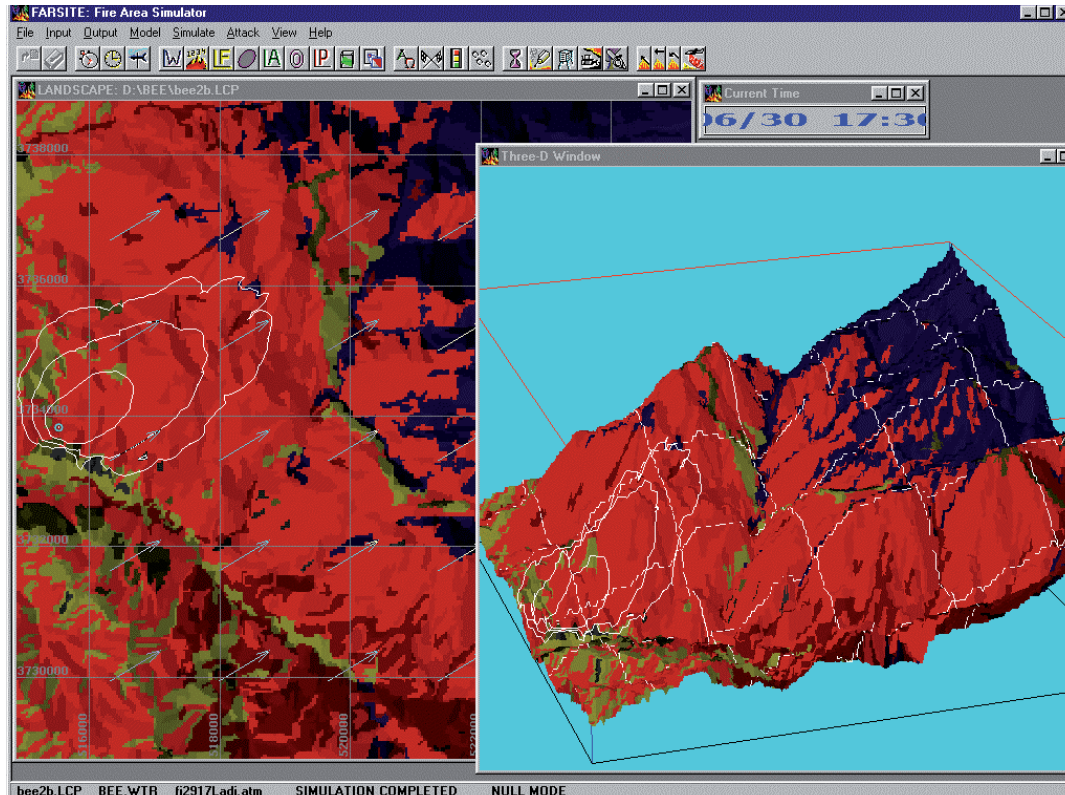 FARSITE: Fire Area Simulator
File Input Output Model Simulate Attack View Help
LANDSCAPE: D:\BEE\bee2b.LCP
Current Time
06/30 17:30
Three-D Window
3738000
3736000
3734000
3730000
516000
518000
520000
bee2b.LCP BEE.WTR fj2917Ladj.atm SIMULATION COMPLETED NULL MODE